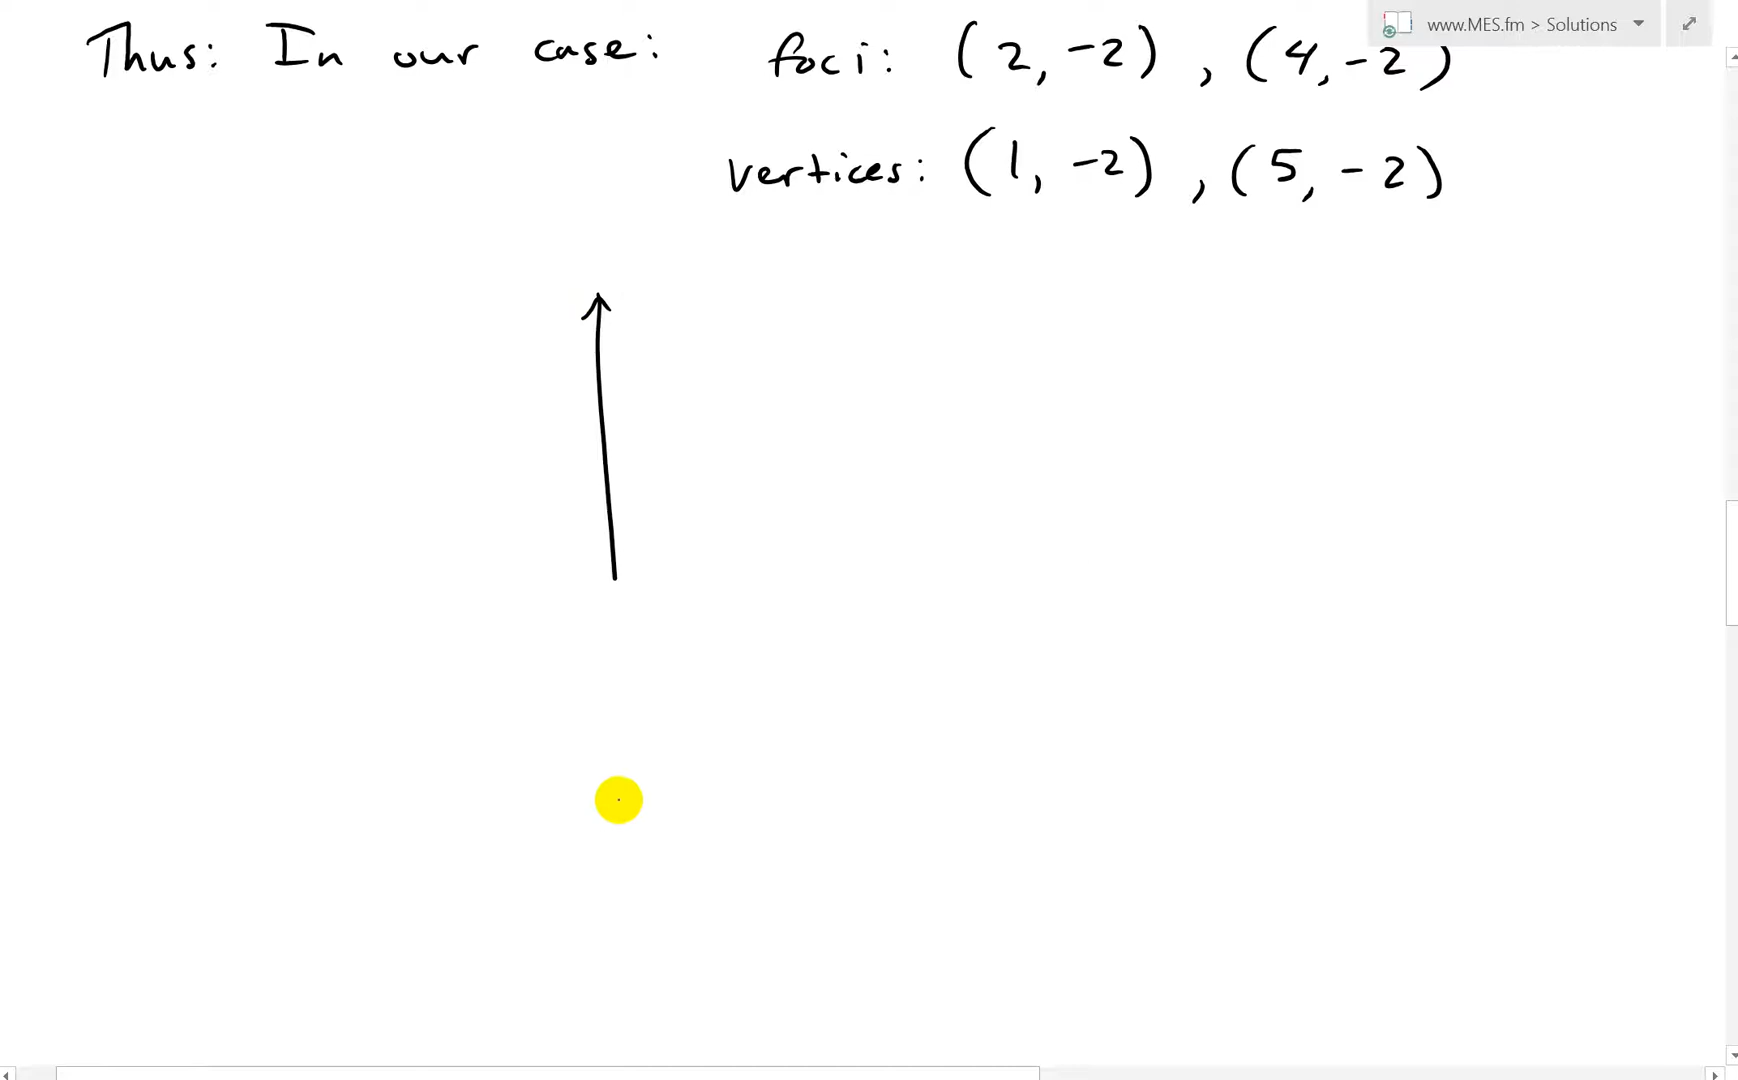 www.MES.fm > Solutions
Thus: In our case: foci: (2, -2), (4, -2)
vertices: (1, -2), (5, -2)